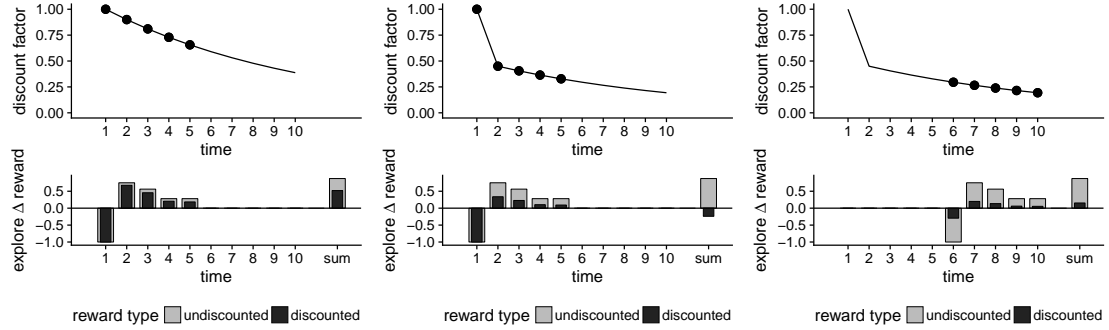 discount factor
1.00
0.75
0.50
0.25
0.00
1 2 3 4 5 6 7 8 9 10
time
explore Δ reward
0.5
0.0
−0.5
−1.0
1 2 3 4 5 6 7 8 9 10 sum
time
reward type undiscounted discounted
discount factor
1.00
0.75
0.50
0.25
0.00
1 2 3 4 5 6 7 8 9 10
time
explore Δ reward
0.5
0.0
−0.5
−1.0
1 2 3 4 5 6 7 8 9 10 sum
time
reward type undiscounted discounted
discount factor
1.00
0.75
0.50
0.25
0.00
1 2 3 4 5 6 7 8 9 10
time
explore Δ reward
0.5
0.0
−0.5
−1.0
1 2 3 4 5 6 7 8 9 10 sum
time
reward type undiscounted discounted